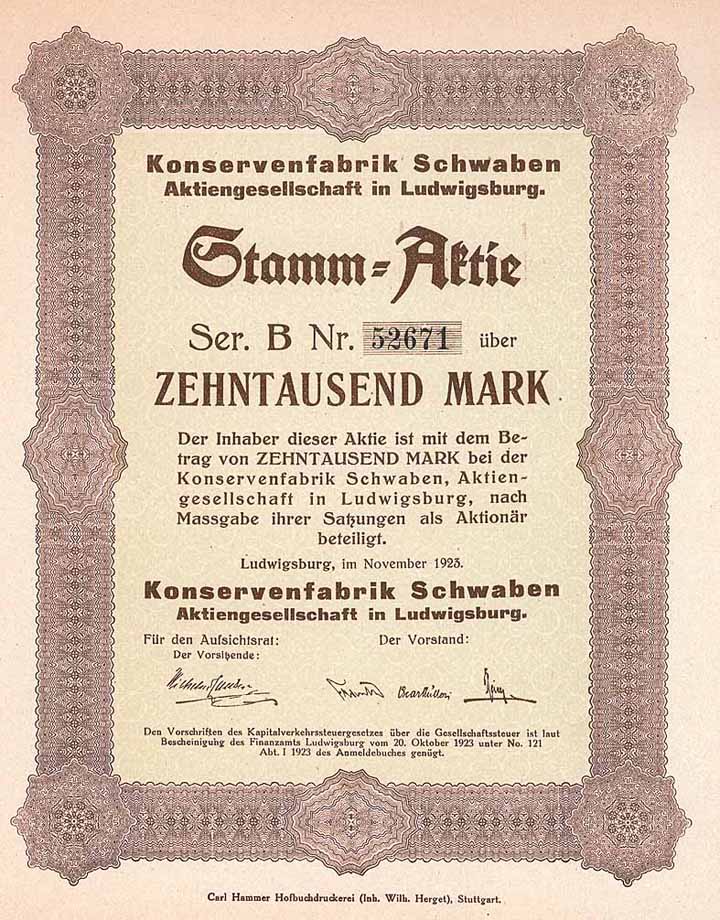 Konservenfabrik Schwaben
Aktiengesellschaft in Ludwigsburg.
Stamm=Aktie
Ser. B Nr. 52671 über
ZEHNTAUSEND MARK.
Der Inhaber dieser Aktie ist mit dem Be-
trag von ZEHNTAUSEND MARK bei der
Konservenfabrik Schwaben, Aktien-
gesellschaft in Ludwigsburg, nach
Massgabe ihrer Satzungen als Aktionär
beteiligt.
Ludwigsburg, im November 1923.
Konservenfabrik Schwaben
Aktiengesellschaft in Ludwigsburg.
Für den Aufsichtsrat: Der Vorstand:
Der Vorsitzende:
Den Vorschriften des Kapitalverkehrssteuergesetzes über die Gesellschaftssteuer ist laut
Bescheinigung des Finanzamts Ludwigsburg vom 20. Oktober 1923 unter No. 121
Abt. I 1923 des Anmeldebuches genügt.
Carl Hammer Hofbuchdruckerei (Inh. Wilh. Herget), Stuttgart.